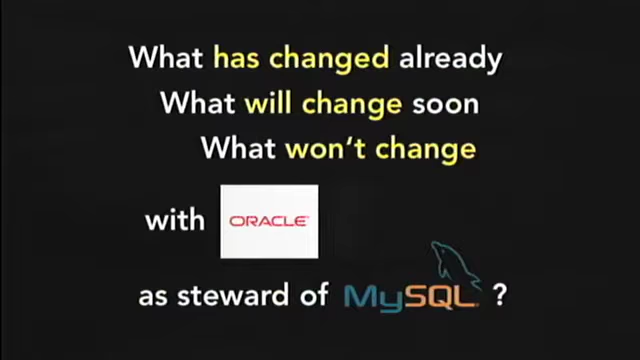 What has changed already
What will change soon
What won't change
with ORACLE
as steward of MySQL ?